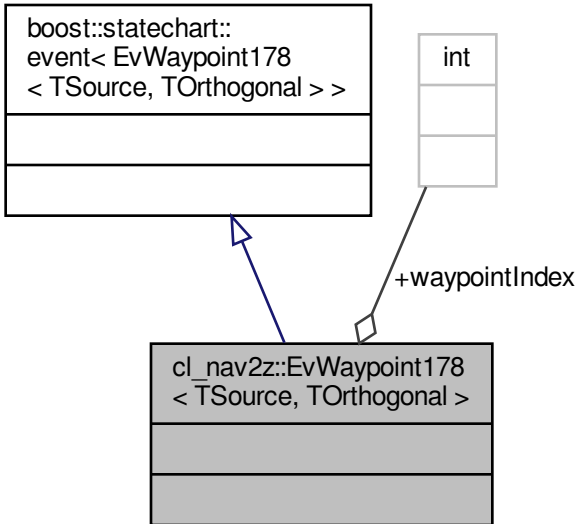 boost::statechart::
event< EvWaypoint178
< TSource, TOrthogonal > >
int
+waypointIndex
cl_nav2z::EvWaypoint178
< TSource, TOrthogonal >